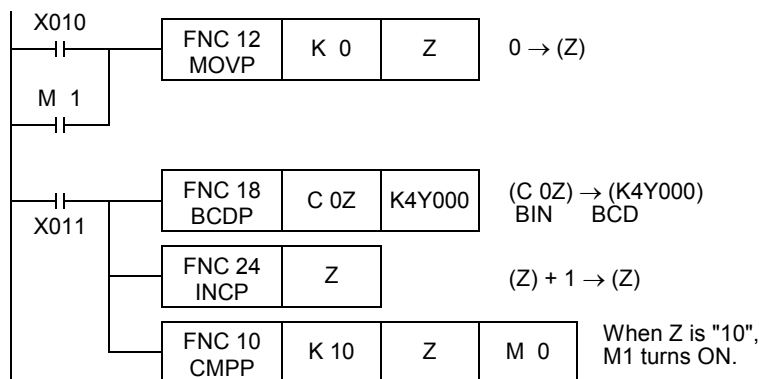 X010
FNC 12
MOVP
K 0
Z
0 → (Z)
M 1
X011
FNC 18
BCDP
C 0Z
K4Y000
(C 0Z) → (K4Y000)
BIN BCD
FNC 24
INCP
Z
(Z) + 1 → (Z)
FNC 10
CMPP
K 10
Z
M 0
When Z is "10",
M1 turns ON.